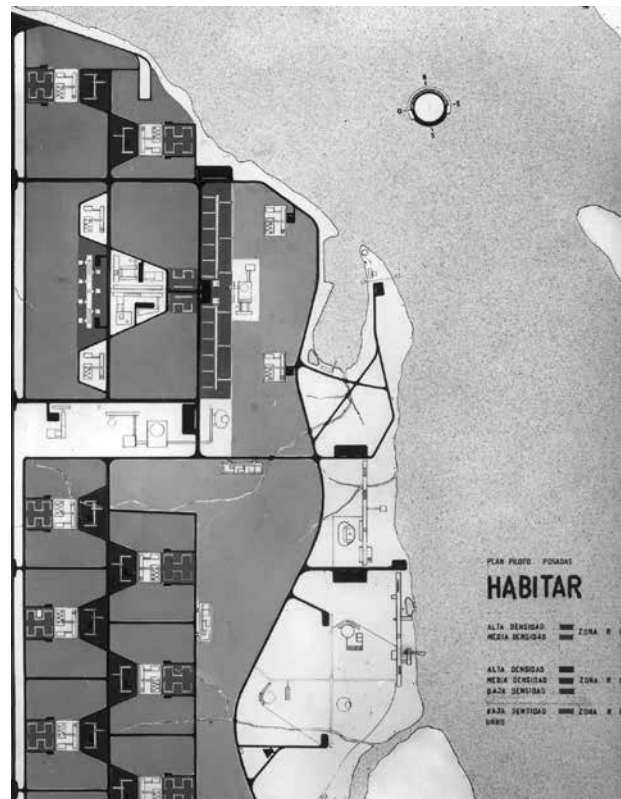 N
E
O
S
PLAN PILOTO POSADAS
HABITAR
ALTA DENSIDAD
MEDIA DENSIDAD ZONA R
ALTA DENSIDAD
MEDIA DENSIDAD ZONA R
BAJA DENSIDAD
BAJA DENSIDAD ZONA R
URBO